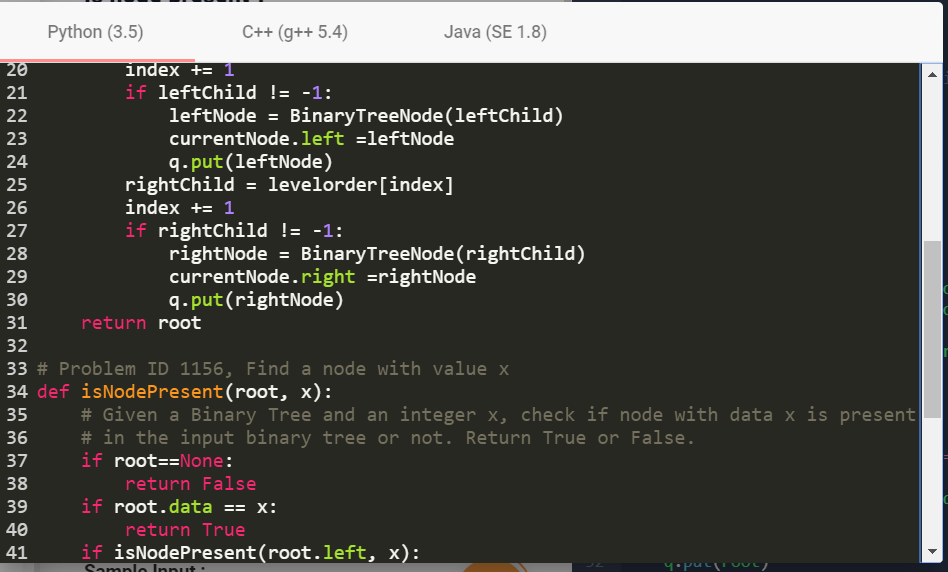 Python (3.5) C++ (g++ 5.4) Java (SE 1.8)
20         index += 1
21         if leftChild != -1:
22             leftNode = BinaryTreeNode(leftChild)
23             currentNode.left =leftNode
24             q.put(leftNode)
25         rightChild = levelorder[index]
26         index += 1
27         if rightChild != -1:
28             rightNode = BinaryTreeNode(rightChild)
29             currentNode.right =rightNode
30             q.put(rightNode)
31     return root
32
33 # Problem ID 1156, Find a node with value x
34 def isNodePresent(root, x):
35     # Given a Binary Tree and an integer x, check if node with data x is present
36     # in the input binary tree or not. Return True or False.
37     if root==None:
38         return False
39     if root.data == x:
40         return True
41     if isNodePresent(root.left, x):
Sample Input :
52 q.put(root)